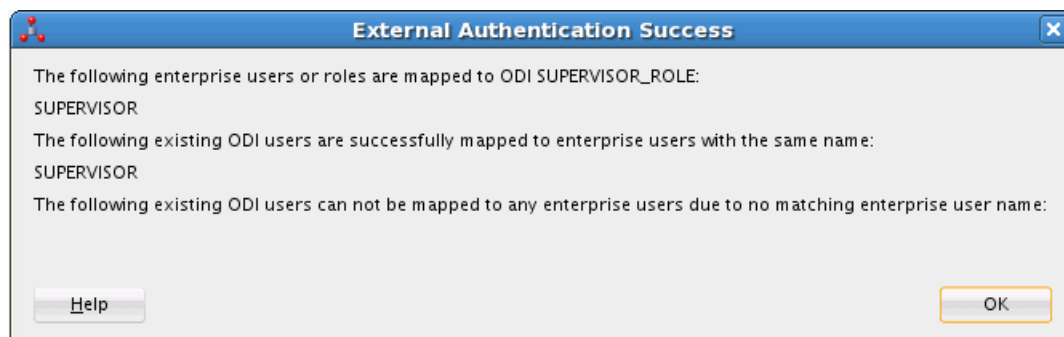 External Authentication Success
The following enterprise users or roles are mapped to ODI SUPERVISOR_ROLE:
SUPERVISOR
The following existing ODI users are successfully mapped to enterprise users with the same name:
SUPERVISOR
The following existing ODI users can not be mapped to any enterprise users due to no matching enterprise user name:
Help
OK